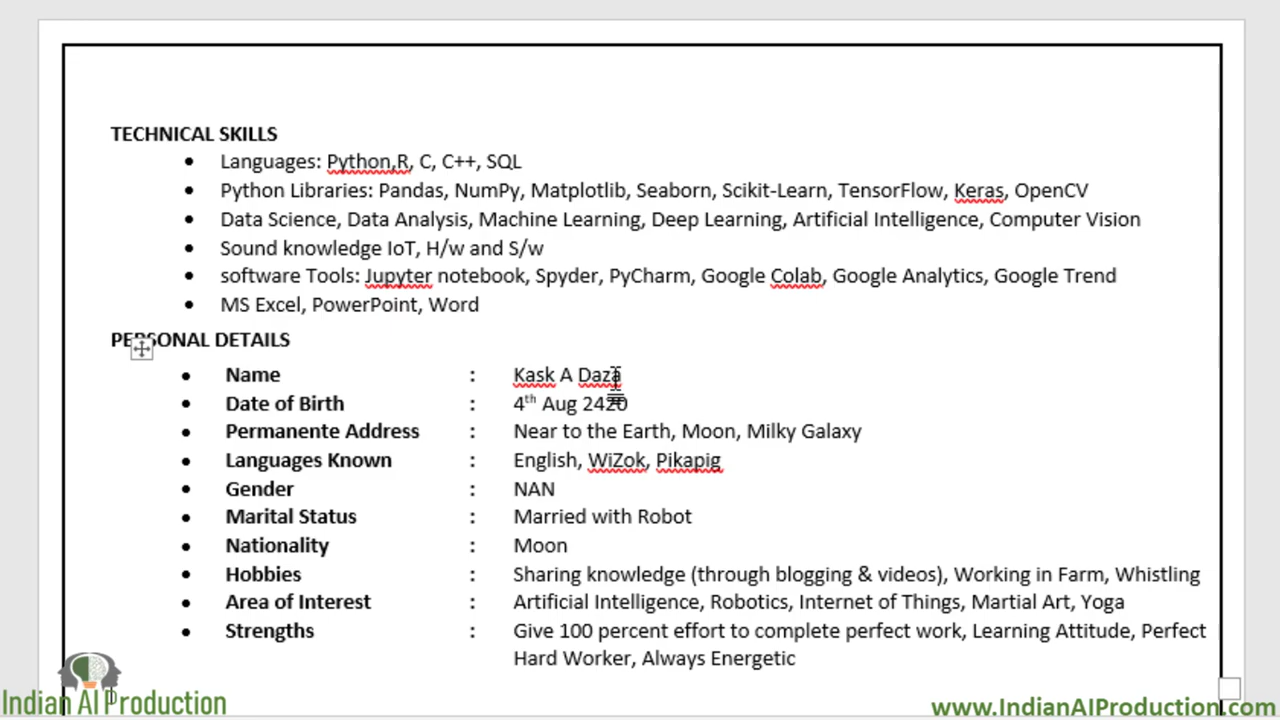 TECHNICAL SKILLS
• Languages: Python,R, C, C++, SQL
• Python Libraries: Pandas, NumPy, Matplotlib, Seaborn, Scikit-Learn, TensorFlow, Keras, OpenCV
• Data Science, Data Analysis, Machine Learning, Deep Learning, Artificial Intelligence, Computer Vision
• Sound knowledge IoT, H/w and S/w
• software Tools: Jupyter notebook, Spyder, PyCharm, Google Colab, Google Analytics, Google Trend
• MS Excel, PowerPoint, Word
PERSONAL DETAILS
• Name : Kask A Daza
• Date of Birth : 4th Aug 2420
• Permanente Address : Near to the Earth, Moon, Milky Galaxy
• Languages Known : English, WiZok, Pikapig
• Gender : NAN
• Marital Status : Married with Robot
• Nationality : Moon
• Hobbies : Sharing knowledge (through blogging & videos), Working in Farm, Whistling
• Area of Interest : Artificial Intelligence, Robotics, Internet of Things, Martial Art, Yoga
• Strengths : Give 100 percent effort to complete perfect work, Learning Attitude, Perfect
Hard Worker, Always Energetic
Indian AI Production
www.IndianAIProduction.com